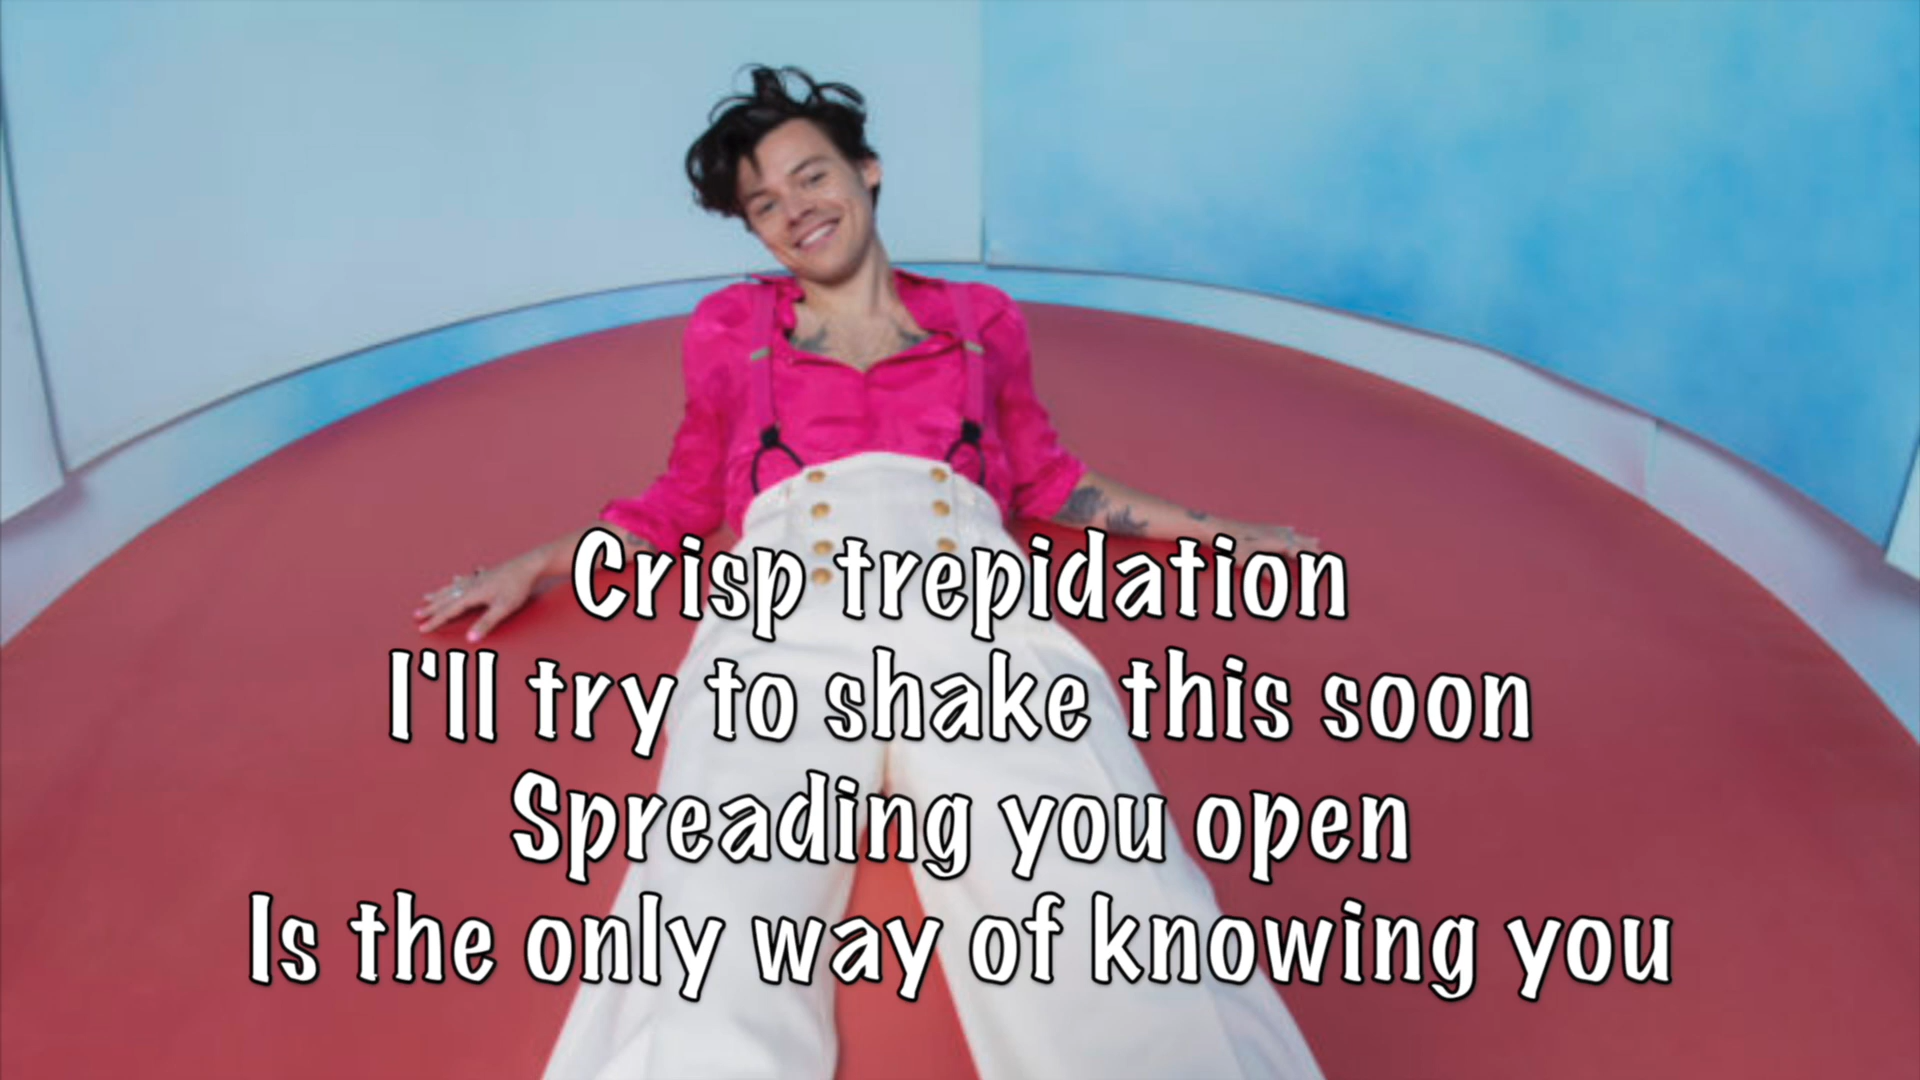 Crisp trepidation
I'll try to shake this soon
Spreading you open
Is the only way of knowing you